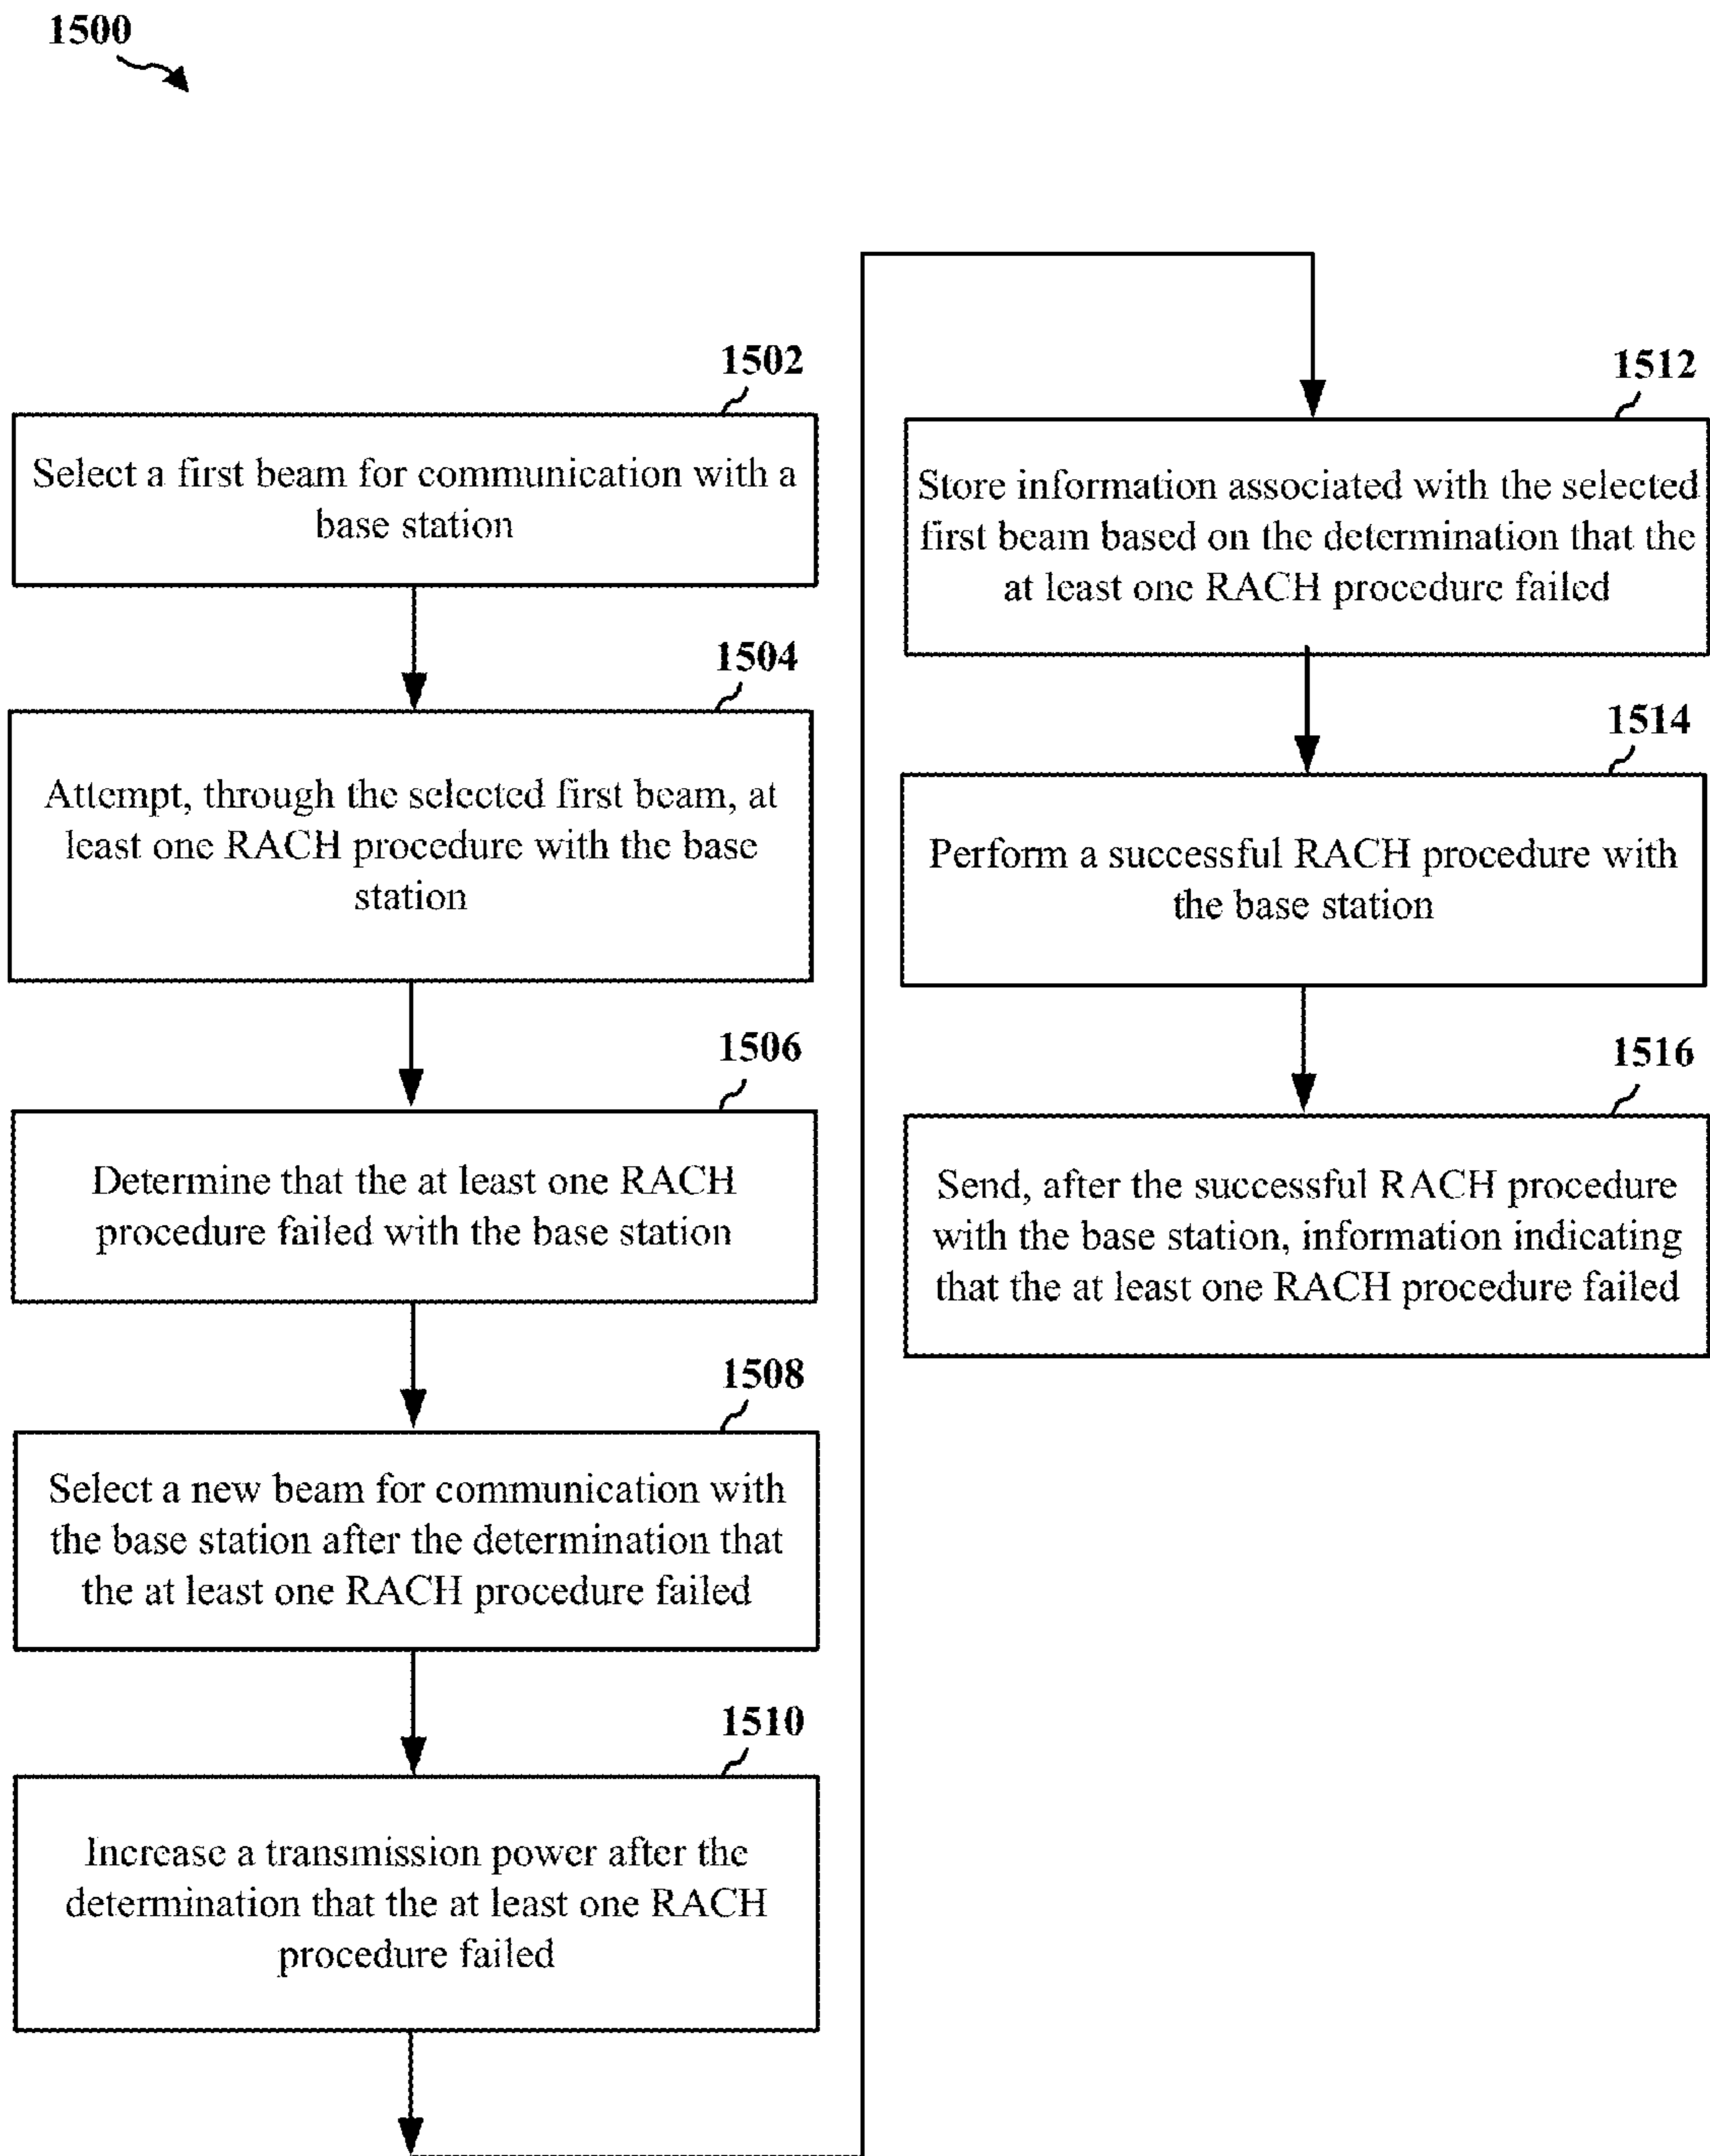 1500
1502
Select a first beam for communication with a
base station
1504
Attempt, through the selected first beam, at
least one RACH procedure with the base
station
1506
Determine that the at least one RACH
procedure failed with the base station
1508
Select a new beam for communication with
the base station after the determination that
the at least one RACH procedure failed
1510
Increase a transmission power after the
determination that the at least one RACH
procedure failed
1512
Store information associated with the selected
first beam based on the determination that the
at least one RACH procedure failed
1514
Perform a successful RACH procedure with
the base station
1516
Send, after the successful RACH procedure
with the base station, information indicating
that the at least one RACH procedure failed